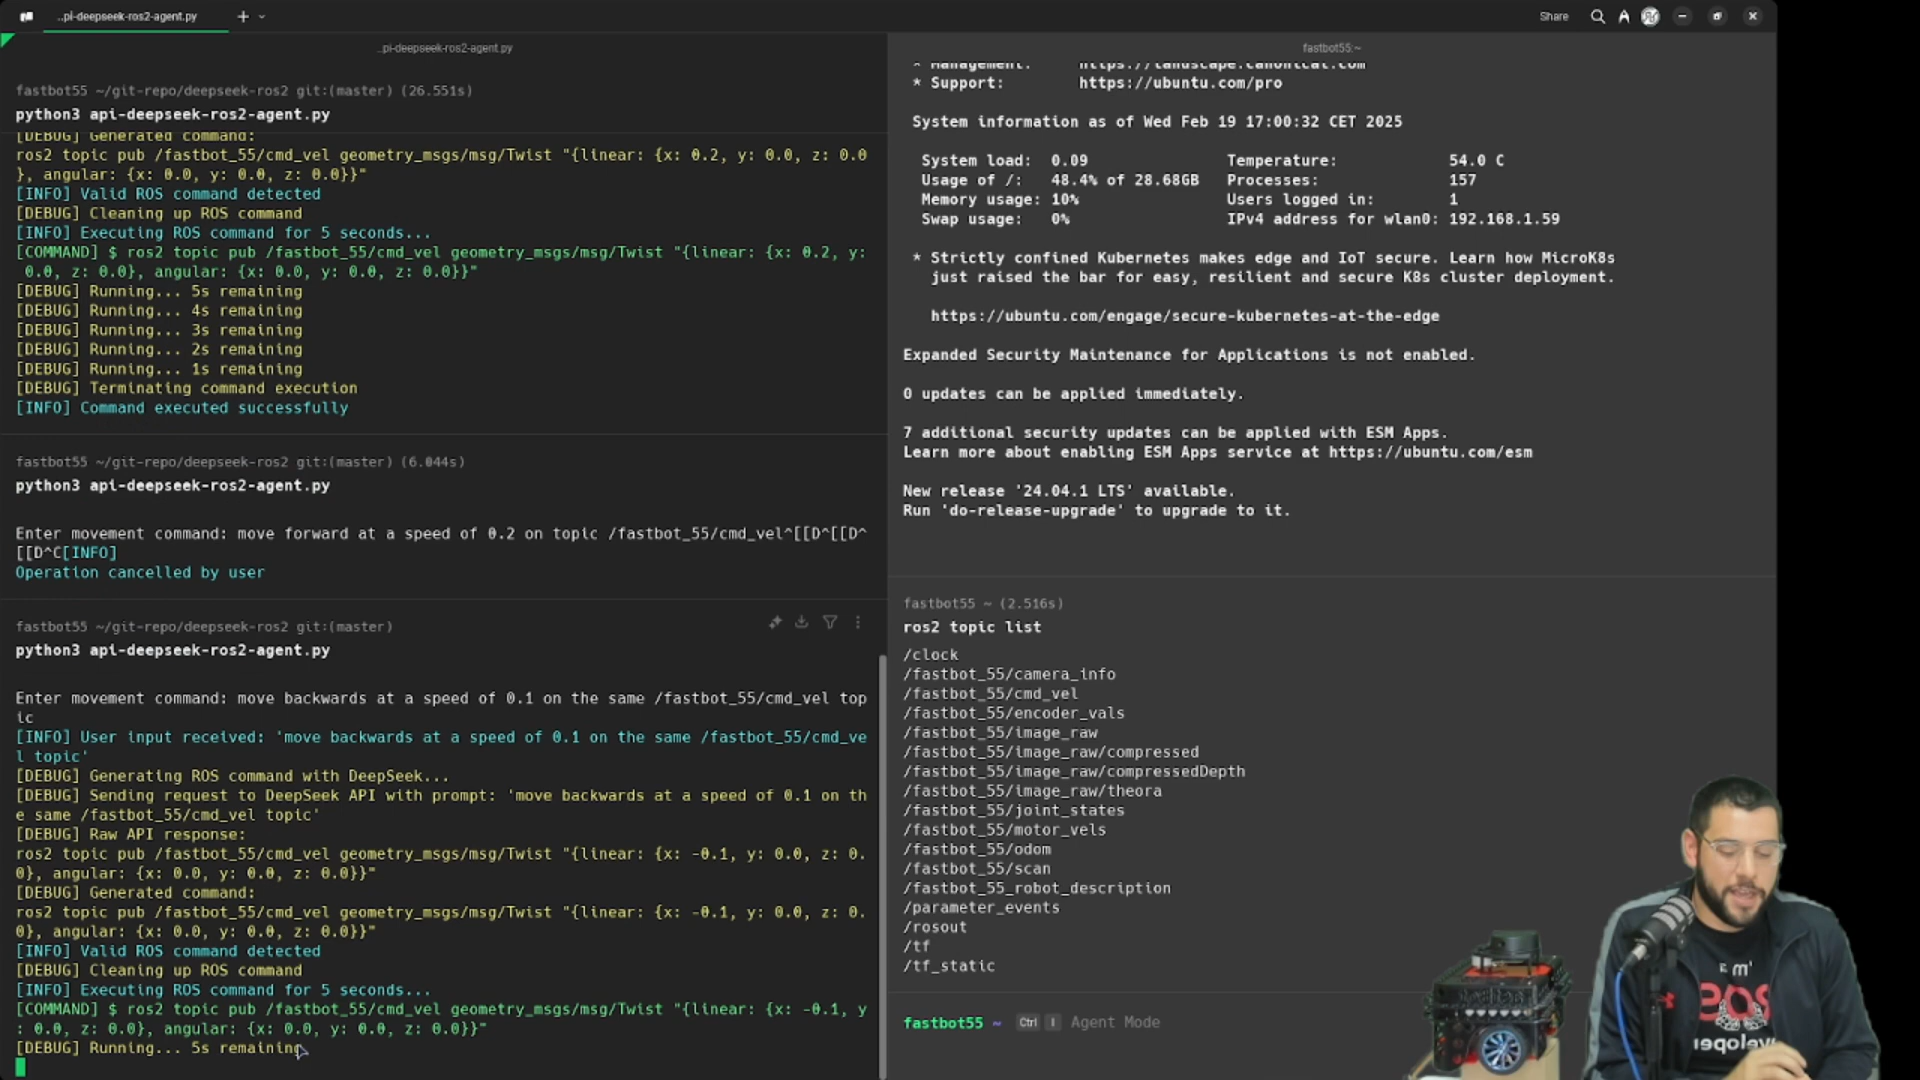 ..pi-deepseek-ros2-agent.py
Share
..pi-deepseek-ros2-agent.py
fastbot55 ~/git-repo/deepseek-ros2 git:(master) (26.551s)
python3 api-deepseek-ros2-agent.py
[DEBUG] Generated command:
ros2 topic pub /fastbot_55/cmd_vel geometry_msgs/msg/Twist "{linear: {x: 0.2, y: 0.0, z: 0.0
}, angular: {x: 0.0, y: 0.0, z: 0.0}}"
[INFO] Valid ROS command detected
[DEBUG] Cleaning up ROS command
[INFO] Executing ROS command for 5 seconds...
[COMMAND] $ ros2 topic pub /fastbot_55/cmd_vel geometry_msgs/msg/Twist "{linear: {x: 0.2, y:
 0.0, z: 0.0}, angular: {x: 0.0, y: 0.0, z: 0.0}}"
[DEBUG] Running... 5s remaining
[DEBUG] Running... 4s remaining
[DEBUG] Running... 3s remaining
[DEBUG] Running... 2s remaining
[DEBUG] Running... 1s remaining
[DEBUG] Terminating command execution
[INFO] Command executed successfully
fastbot55 ~/git-repo/deepseek-ros2 git:(master) (6.044s)
python3 api-deepseek-ros2-agent.py
Enter movement command: move forward at a speed of 0.2 on topic /fastbot_55/cmd_vel^[[D^[[D^
[[D^C[INFO]
Operation cancelled by user
fastbot55 ~/git-repo/deepseek-ros2 git:(master)
python3 api-deepseek-ros2-agent.py
Enter movement command: move backwards at a speed of 0.1 on the same /fastbot_55/cmd_vel top
ic
[INFO] User input received: 'move backwards at a speed of 0.1 on the same /fastbot_55/cmd_ve
l topic'
[DEBUG] Generating ROS command with DeepSeek...
[DEBUG] Sending request to DeepSeek API with prompt: 'move backwards at a speed of 0.1 on th
e same /fastbot_55/cmd_vel topic'
[DEBUG] Raw API response:
ros2 topic pub /fastbot_55/cmd_vel geometry_msgs/msg/Twist "{linear: {x: -0.1, y: 0.0, z: 0.
0}, angular: {x: 0.0, y: 0.0, z: 0.0}}"
[DEBUG] Generated command:
ros2 topic pub /fastbot_55/cmd_vel geometry_msgs/msg/Twist "{linear: {x: -0.1, y: 0.0, z: 0.
0}, angular: {x: 0.0, y: 0.0, z: 0.0}}"
[INFO] Valid ROS command detected
[DEBUG] Cleaning up ROS command
[INFO] Executing ROS command for 5 seconds...
[COMMAND] $ ros2 topic pub /fastbot_55/cmd_vel geometry_msgs/msg/Twist "{linear: {x: -0.1, y
: 0.0, z: 0.0}, angular: {x: 0.0, y: 0.0, z: 0.0}}"
[DEBUG] Running... 5s remaining
fastbot55:~
* Management: https://landscape.canonical.com
* Support: https://ubuntu.com/pro
System information as of Wed Feb 19 17:00:32 CET 2025
System load: 0.09 Temperature: 54.0 C
Usage of /: 48.4% of 28.68GB Processes: 157
Memory usage: 10% Users logged in: 1
Swap usage: 0% IPv4 address for wlan0: 192.168.1.59
* Strictly confined Kubernetes makes edge and IoT secure. Learn how MicroK8s
just raised the bar for easy, resilient and secure K8s cluster deployment.
https://ubuntu.com/engage/secure-kubernetes-at-the-edge
Expanded Security Maintenance for Applications is not enabled.
0 updates can be applied immediately.
7 additional security updates can be applied with ESM Apps.
Learn more about enabling ESM Apps service at https://ubuntu.com/esm
New release '24.04.1 LTS' available.
Run 'do-release-upgrade' to upgrade to it.
fastbot55 ~ (2.516s)
ros2 topic list
/clock
/fastbot_55/camera_info
/fastbot_55/cmd_vel
/fastbot_55/encoder_vals
/fastbot_55/image_raw
/fastbot_55/image_raw/compressed
/fastbot_55/image_raw/compressedDepth
/fastbot_55/image_raw/theora
/fastbot_55/joint_states
/fastbot_55/motor_vels
/fastbot_55/odom
/fastbot_55/scan
/fastbot_55_robot_description
/parameter_events
/rosout
/tf
/tf_static
fastbot55 ~ Ctrl I Agent Mode